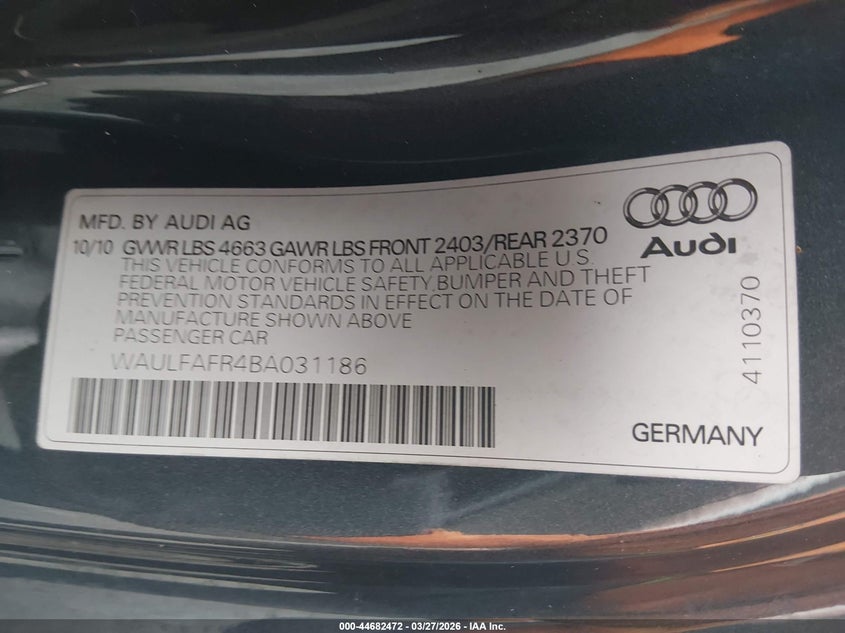 MFD. BY AUDI AG
10/10 GVWR LBS 4663 GAWR LBS FRONT 2403/REAR 2370
THIS VEHICLE CONFORMS TO ALL APPLICABLE U.S.
FEDERAL MOTOR VEHICLE SAFETY,BUMPER AND THEFT
PREVENTION STANDARDS IN EFFECT ON THE DATE OF
MANUFACTURE SHOWN ABOVE
PASSENGER CAR
WAULFAFR4BA031186
Audi
4110370
GERMANY
000-44682472 - 03/27/2026 - IAA Inc.